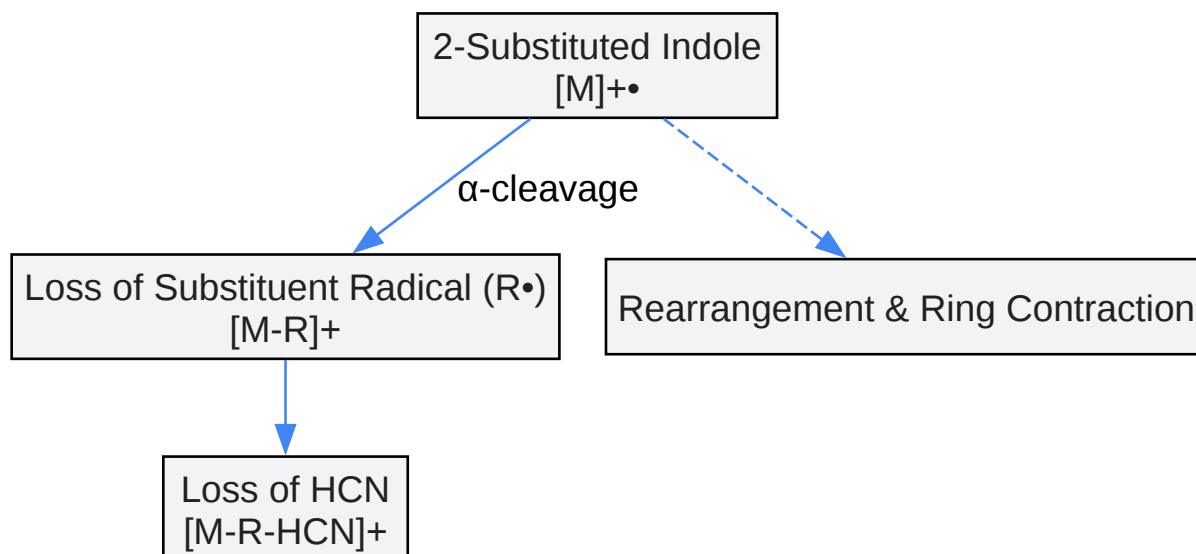 2-Substituted Indole
[M]+•
α-cleavage
Loss of Substituent Radical (R•)
[M-R]+
Rearrangement & Ring Contraction
Loss of HCN
[M-R-HCN]+